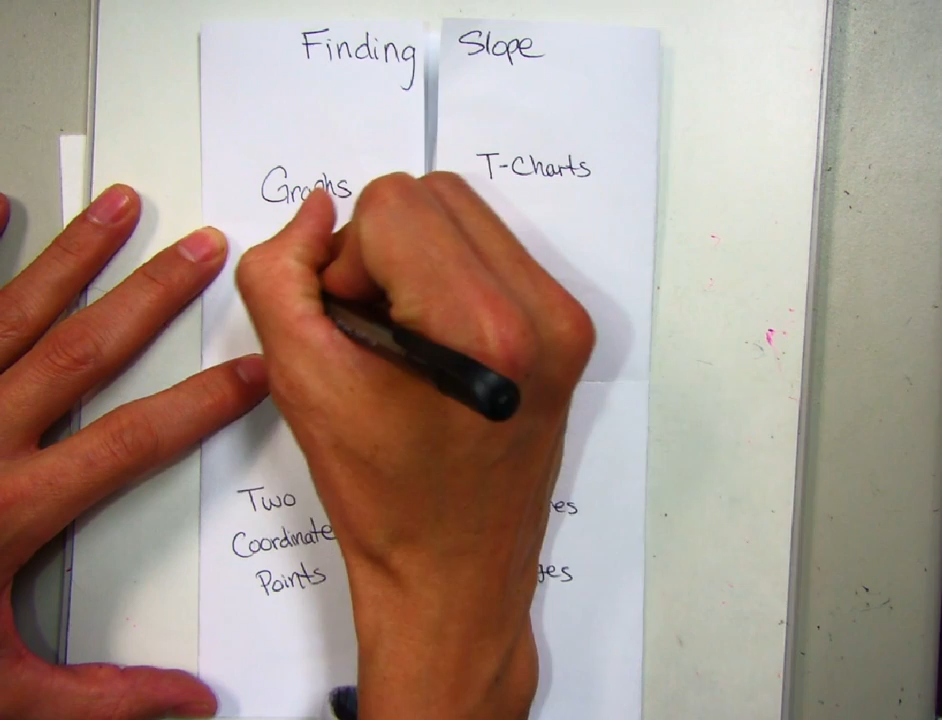 Finding Slope
Graphs
T-Charts
Two
Coordinate
Points